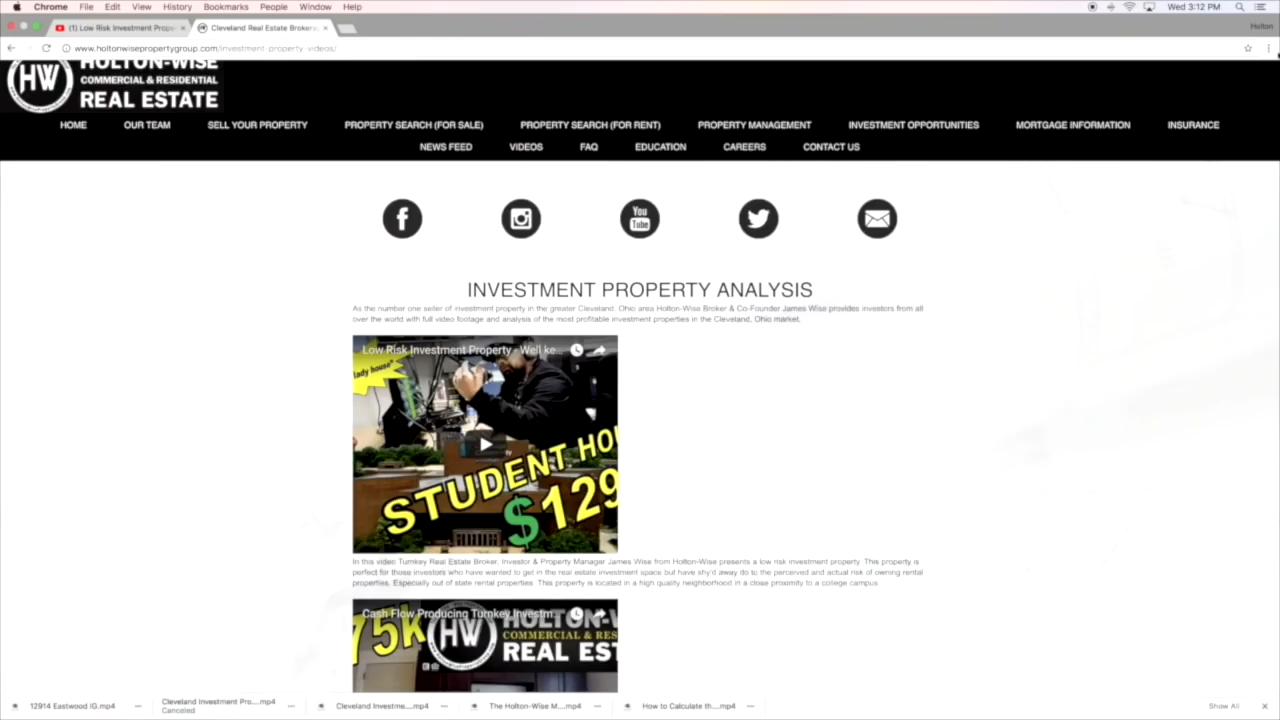 Chrome File Edit View History Bookmarks People Window Help Wed 3:12 PM
(1) Low Risk Investment Prope Cleveland Real Estate Brokers Holton
www.holtonwisepropertygroup.com/investment-property-videos/
HW
HOLTON-WISE
COMMERCIAL & RESIDENTIAL
REAL ESTATE
HOME OUR TEAM SELL YOUR PROPERTY PROPERTY SEARCH (FOR SALE) PROPERTY SEARCH (FOR RENT) PROPERTY MANAGEMENT INVESTMENT OPPORTUNITIES MORTGAGE INFORMATION INSURANCE
NEWS FEED VIDEOS FAQ EDUCATION CAREERS CONTACT US
You
Tube
INVESTMENT PROPERTY ANALYSIS
As the number one seller of investment property in the greater Cleveland, Ohio area Holton-Wise Broker & Co-Founder James Wise provides investors from all
over the world with full video footage and analysis of the most profitable investment properties in the Cleveland, Ohio market.
Low Risk Investment Property - Well ke...
lady house"
STUDENT HO
$129
In this video Turnkey Real Estate Broker, Investor & Property Manager James Wise from Holton-Wise presents a low risk investment property. This property is
perfect for those investors who have wanted to get in the real estate investment space but have shy'd away do to the perceived and actual risk of owning rental
properties. Especially out of state rental properties. This property is located in a high quality neighborhood in a close proximity to a college campus
Cash Flow Producing Turnkey Investm...
75k
HW
HOLTON-W
COMMERCIAL & RES
REAL EST
12914 Eastwood IG.mp4 Cleveland Investment Pro....mp4 Cleveland Investme....mp4 The Holton-Wise M....mp4 How to Calculate th....mp4 Show All
Canceled